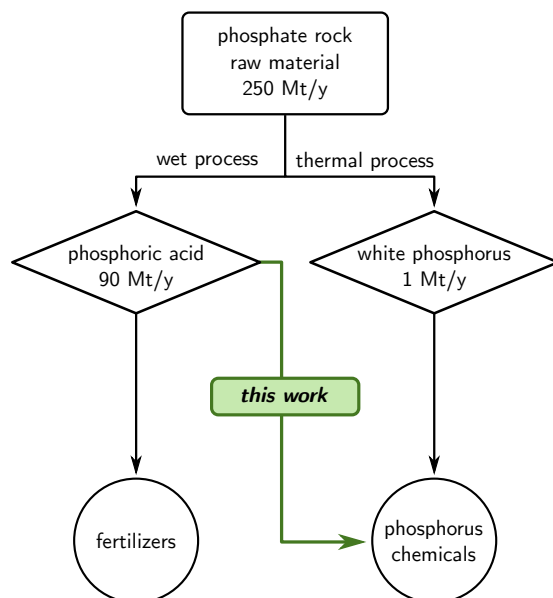 phosphate rock
raw material
250 Mt/y
wet process
thermal process
phosphoric acid
90 Mt/y
white phosphorus
1 Mt/y
this work
fertilizers
phosphorus
chemicals